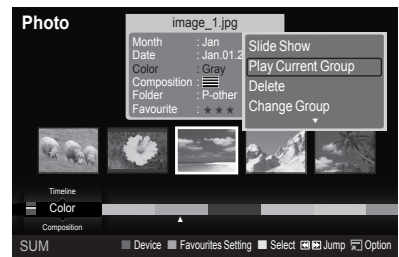 Photo
image_1.jpg
Month : Jan
Date : Jan.01.2
Color : Gray
Composition :
Folder : P-other
Favourite : ★ ★ ★
Slide Show
Play Current Group
Delete
Change Group
Timeline
Color
Composition
SUM
Device Favourites Setting Select Jump Option